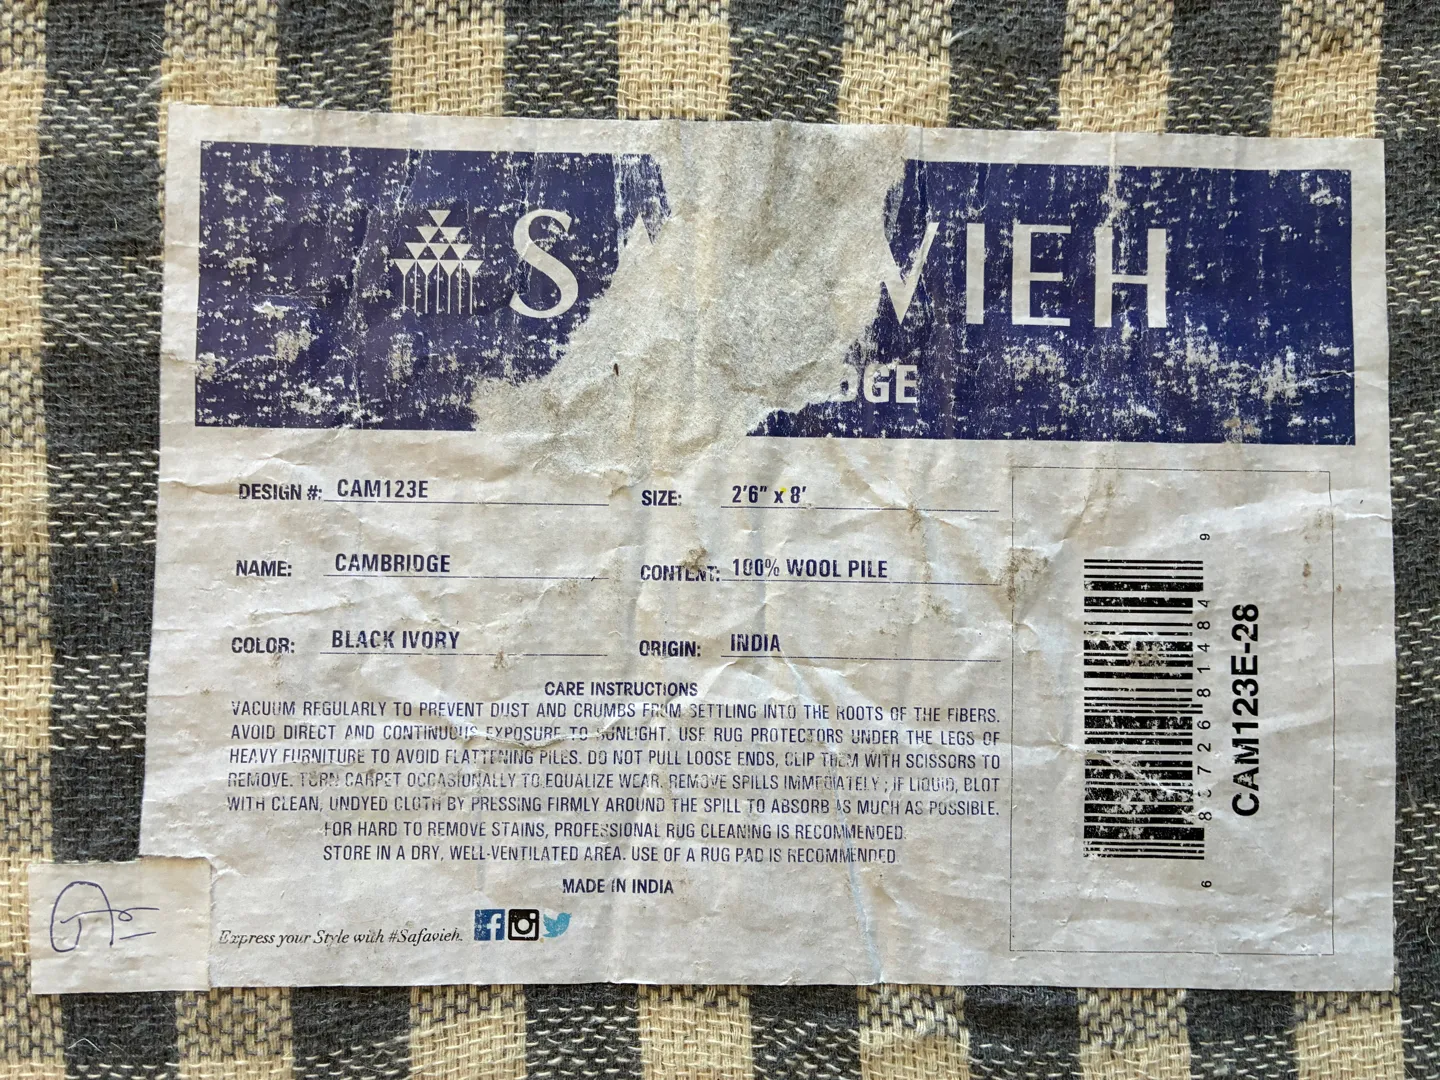 VIEH
DESIGN #: CAM123E
SIZE: 2'6" x 8'
NAME: CAMBRIDGE
CONTENT: 100% WOOL PILE
COLOR: BLACK IVORY
ORIGIN: INDIA
CARE INSTRUCTIONS
VACUUM REGULARLY TO PREVENT DUST AND CRUMBS FROM SETTLING INTO THE ROOTS OF THE FIBERS.
AVOID DIRECT AND CONTINUOUS EXPOSURE TO SUNLIGHT. USE RUG PROTECTORS UNDER THE LEGS OF
HEAVY FURNITURE TO AVOID FLATTENING PILES. DO NOT PULL LOOSE ENDS, CLIP THEM WITH SCISSORS TO
REMOVE. TURN CARPET OCCASIONALLY TO EQUALIZE WEAR. REMOVE SPILLS IMMEDIATELY ; IF LIQUID, BLOT
WITH CLEAN, UNDYED CLOTH BY PRESSING FIRMLY AROUND THE SPILL TO ABSORB AS MUCH AS POSSIBLE.
FOR HARD TO REMOVE STAINS, PROFESSIONAL RUG CLEANING IS RECOMMENDED.
STORE IN A DRY, WELL-VENTILATED AREA. USE OF A RUG PAD IS RECOMMENDED
MADE IN INDIA
Express your Style with #Safavieh.
6 83726 81484 9
CAM123E-28